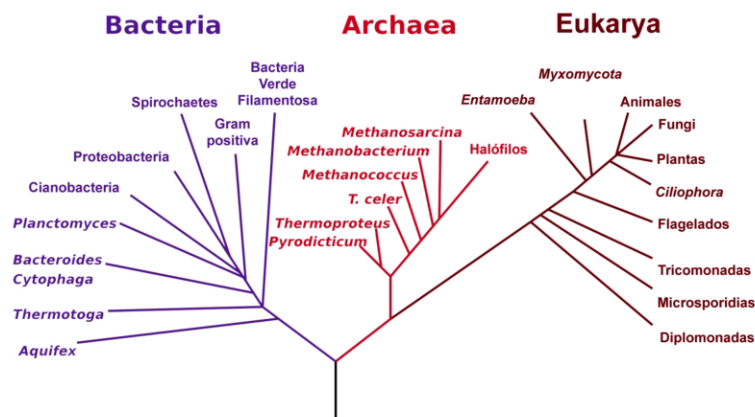 Bacteria
Archaea
Eukarya
Bacteria
Verde
Filamentosa
Spirochaetes
Gram
positiva
Proteobacteria
Cianobacteria
Planctomyces
Bacteroides
Cytophaga
Thermotoga
Aquifex
Methanosarcina
Methanobacterium
Halófilos
Methanococcus
T. celer
Thermoproteus
Pyrodicticum
Myxomycota
Entamoeba
Animales
Fungi
Plantas
Ciliophora
Flagelados
Tricomonadas
Microsporidias
Diplomonadas